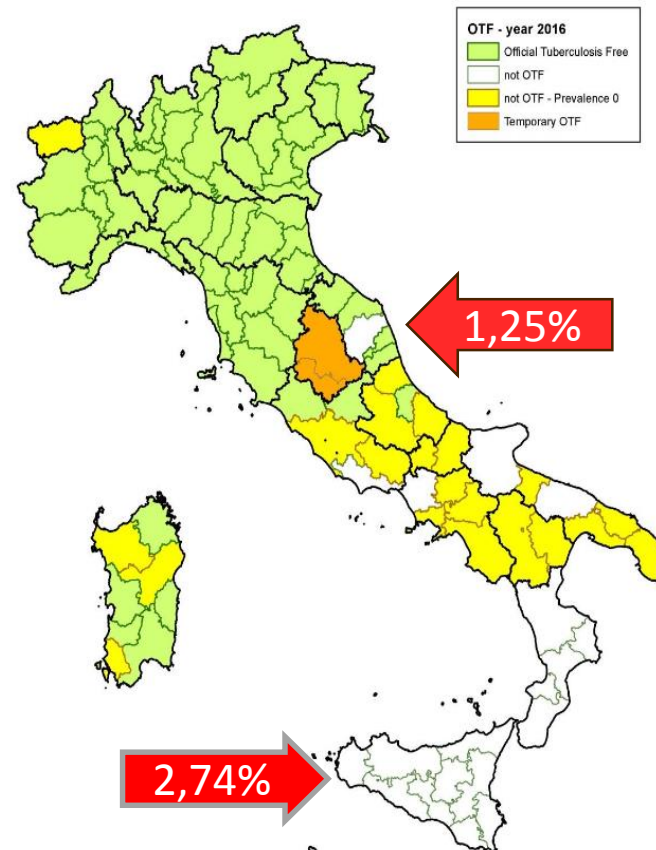 OTF - year 2016
Official Tuberculosis Free
not OTF
not OTF - Prevalence 0
Temporary OTF
1,25%
2,74%